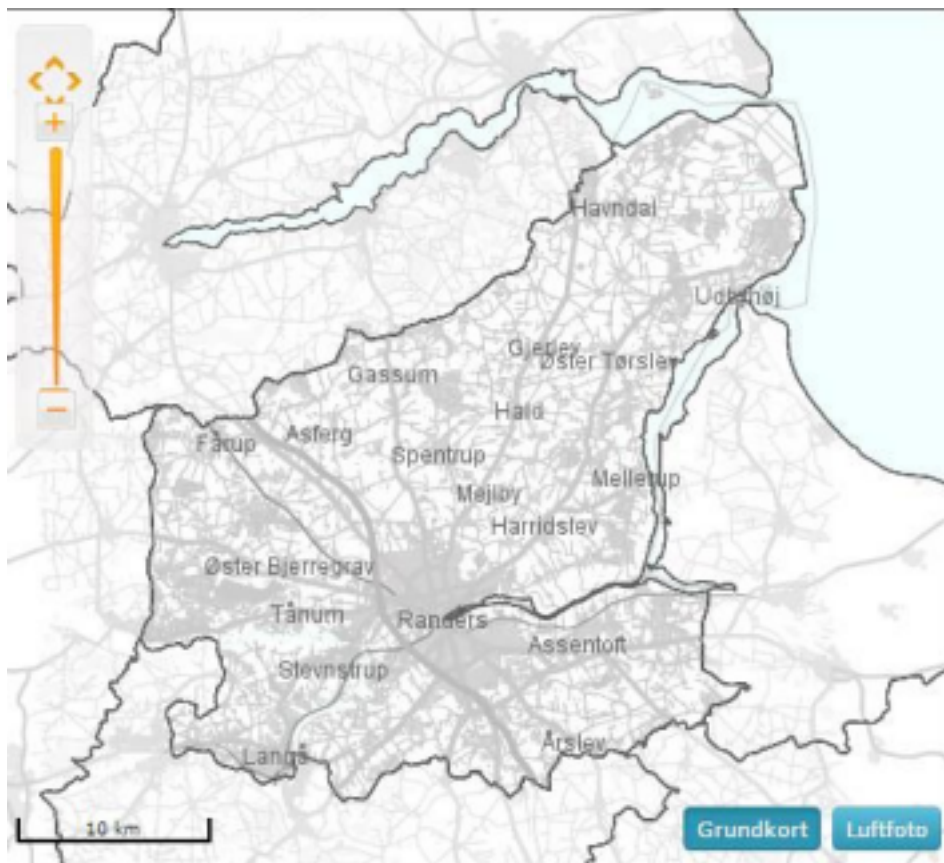 +
Havndal
Udbyhøj
Gjerlev
Øster Tørslev
Gassum
−
Hald
Asferg
Fårup
Spentrup
Mellerup
Mejlby
Harridslev
Øster Bjerregrav
Tånum
Randers
Assentoft
Stevnstrup
Årslev
Langå
10 km
Grundkort
Luftfoto